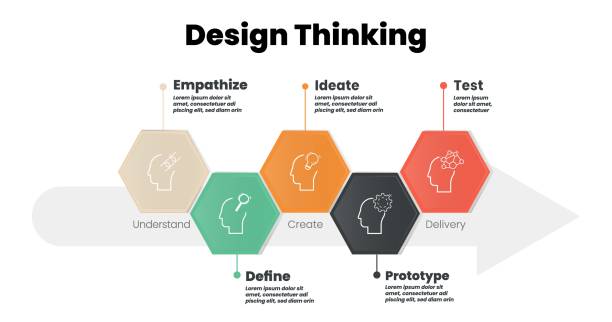 Design Thinking
Empathize
Lorem ipsum dolor sit
amet, consectetuer adi
piscing elit, sed diam orin
Ideate
Lorem ipsum dolor sit
amet, consectetuer adi
piscing elit, sed diam orin
Test
Lorem ipsum dolor sit
amet, consectetuer
Understand
Create
Delivery
Define
Lorem ipsum dolor sit
amet, consectetuer adi
piscing elit, sed diam orin
Prototype
Lorem ipsum dolor sit
amet, consectetuer adi
piscing elit, sed diam orin